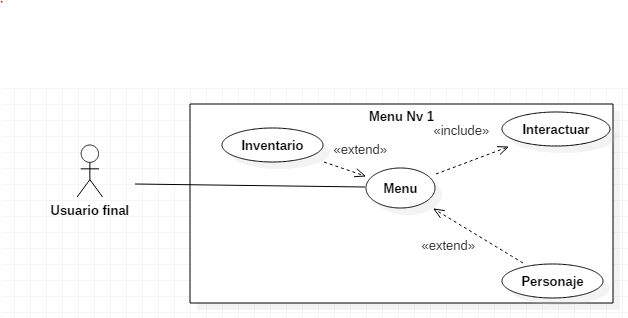 Menu Nv 1
«include»
Interactuar
Inventario
«extend»
Menu
Usuario final
«extend»
Personaje